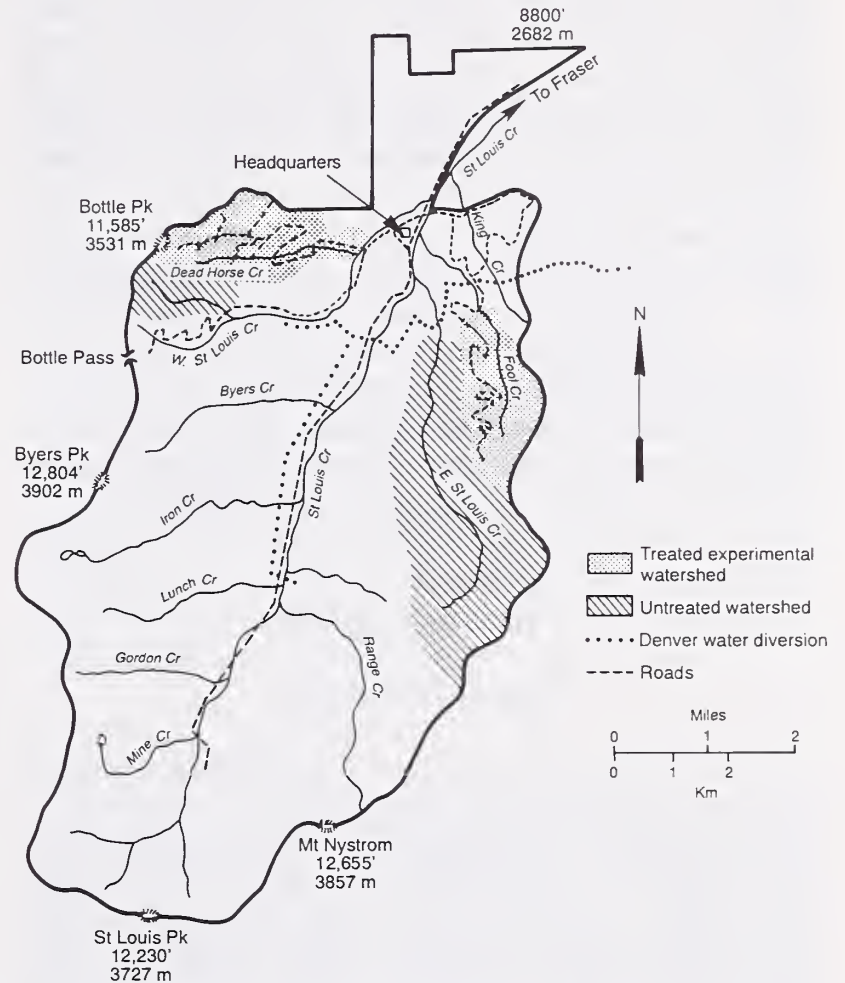 8800'
2682 m
To Fraser
St Louis Cr
Headquarters
Bottle Pk
11,585'
3531 m
King Cr
Dead Horse Cr
N
W. St Louis Cr
Bottle Pass
Fool Cr
Byers Cr
Byers Pk
12,804'
3902 m
E St Louis Cr
St Louis Cr
Iron Cr
Treated experimental
watershed
Lunch Cr
Untreated watershed
Denver water diversion
Gordon Cr
Range Cr
Roads
Miles
Mine Cr
0 1 2
0 1 2
Km
Mt Nystrom
12,655'
3857 m
St Louis Pk
12,230'
3727 m